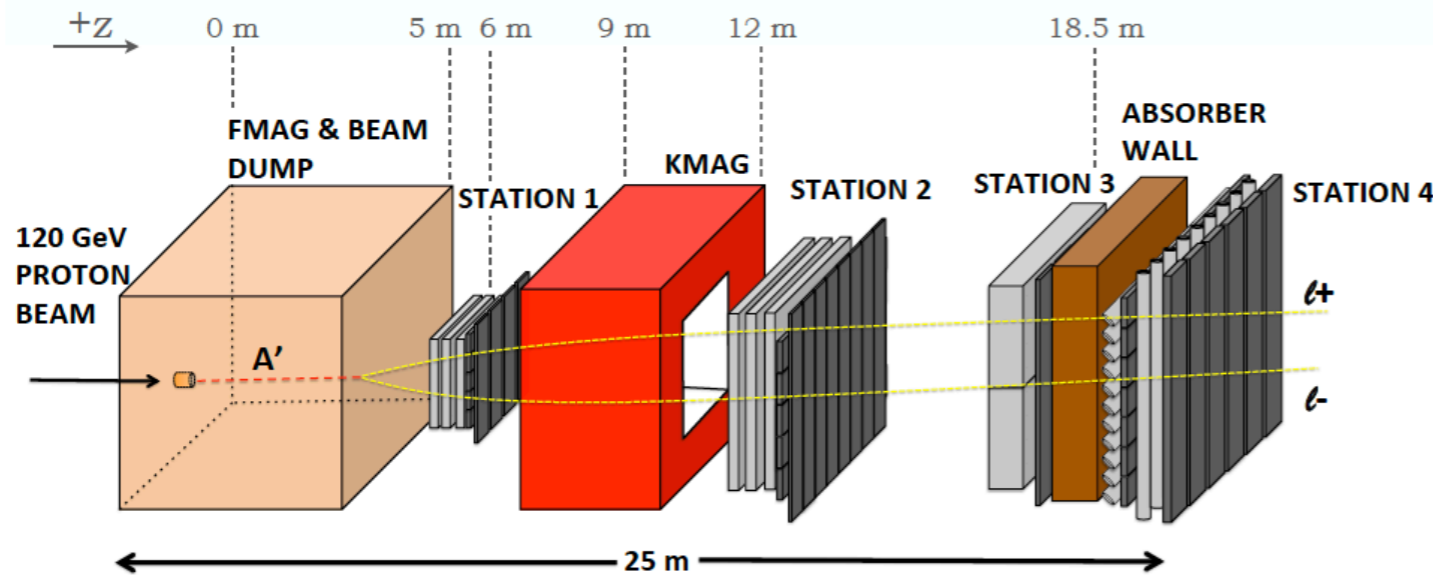 +z
0 m
5 m
6 m
9 m
12 m
18.5 m
FMAG & BEAM
DUMP
STATION 1
KMAG
STATION 2
STATION 3
ABSORBER
WALL
STATION 4
120 GeV
PROTON
BEAM
A’
ℓ+
ℓ-
25 m